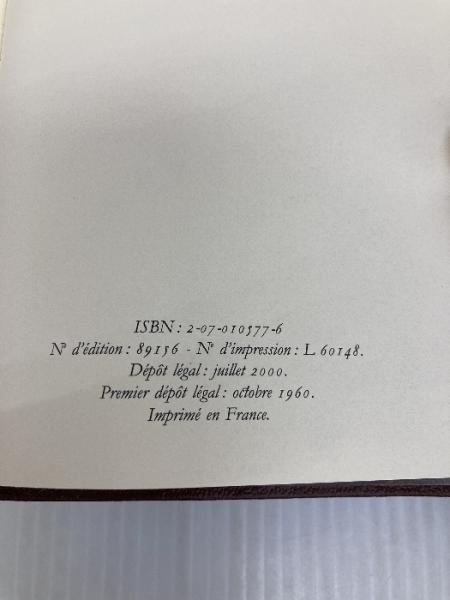 ISBN : 2-07-010577-6
N° d'édition : 89156 - N° d'impression : L 60148.
Dépôt légal : juillet 2000.
Premier dépôt légal : octobre 1960.
Imprimé en France.